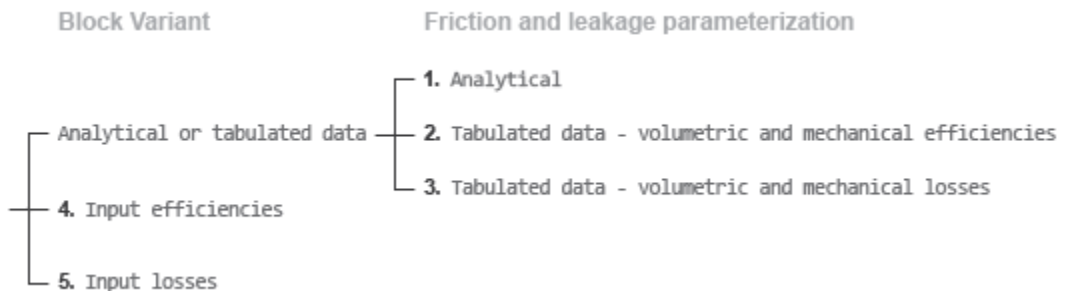 Block Variant Friction and leakage parameterization
1. Analytical
Analytical or tabulated data 2. Tabulated data - volumetric and mechanical efficiencies
3. Tabulated data - volumetric and mechanical losses
4. Input efficiencies
5. Input losses